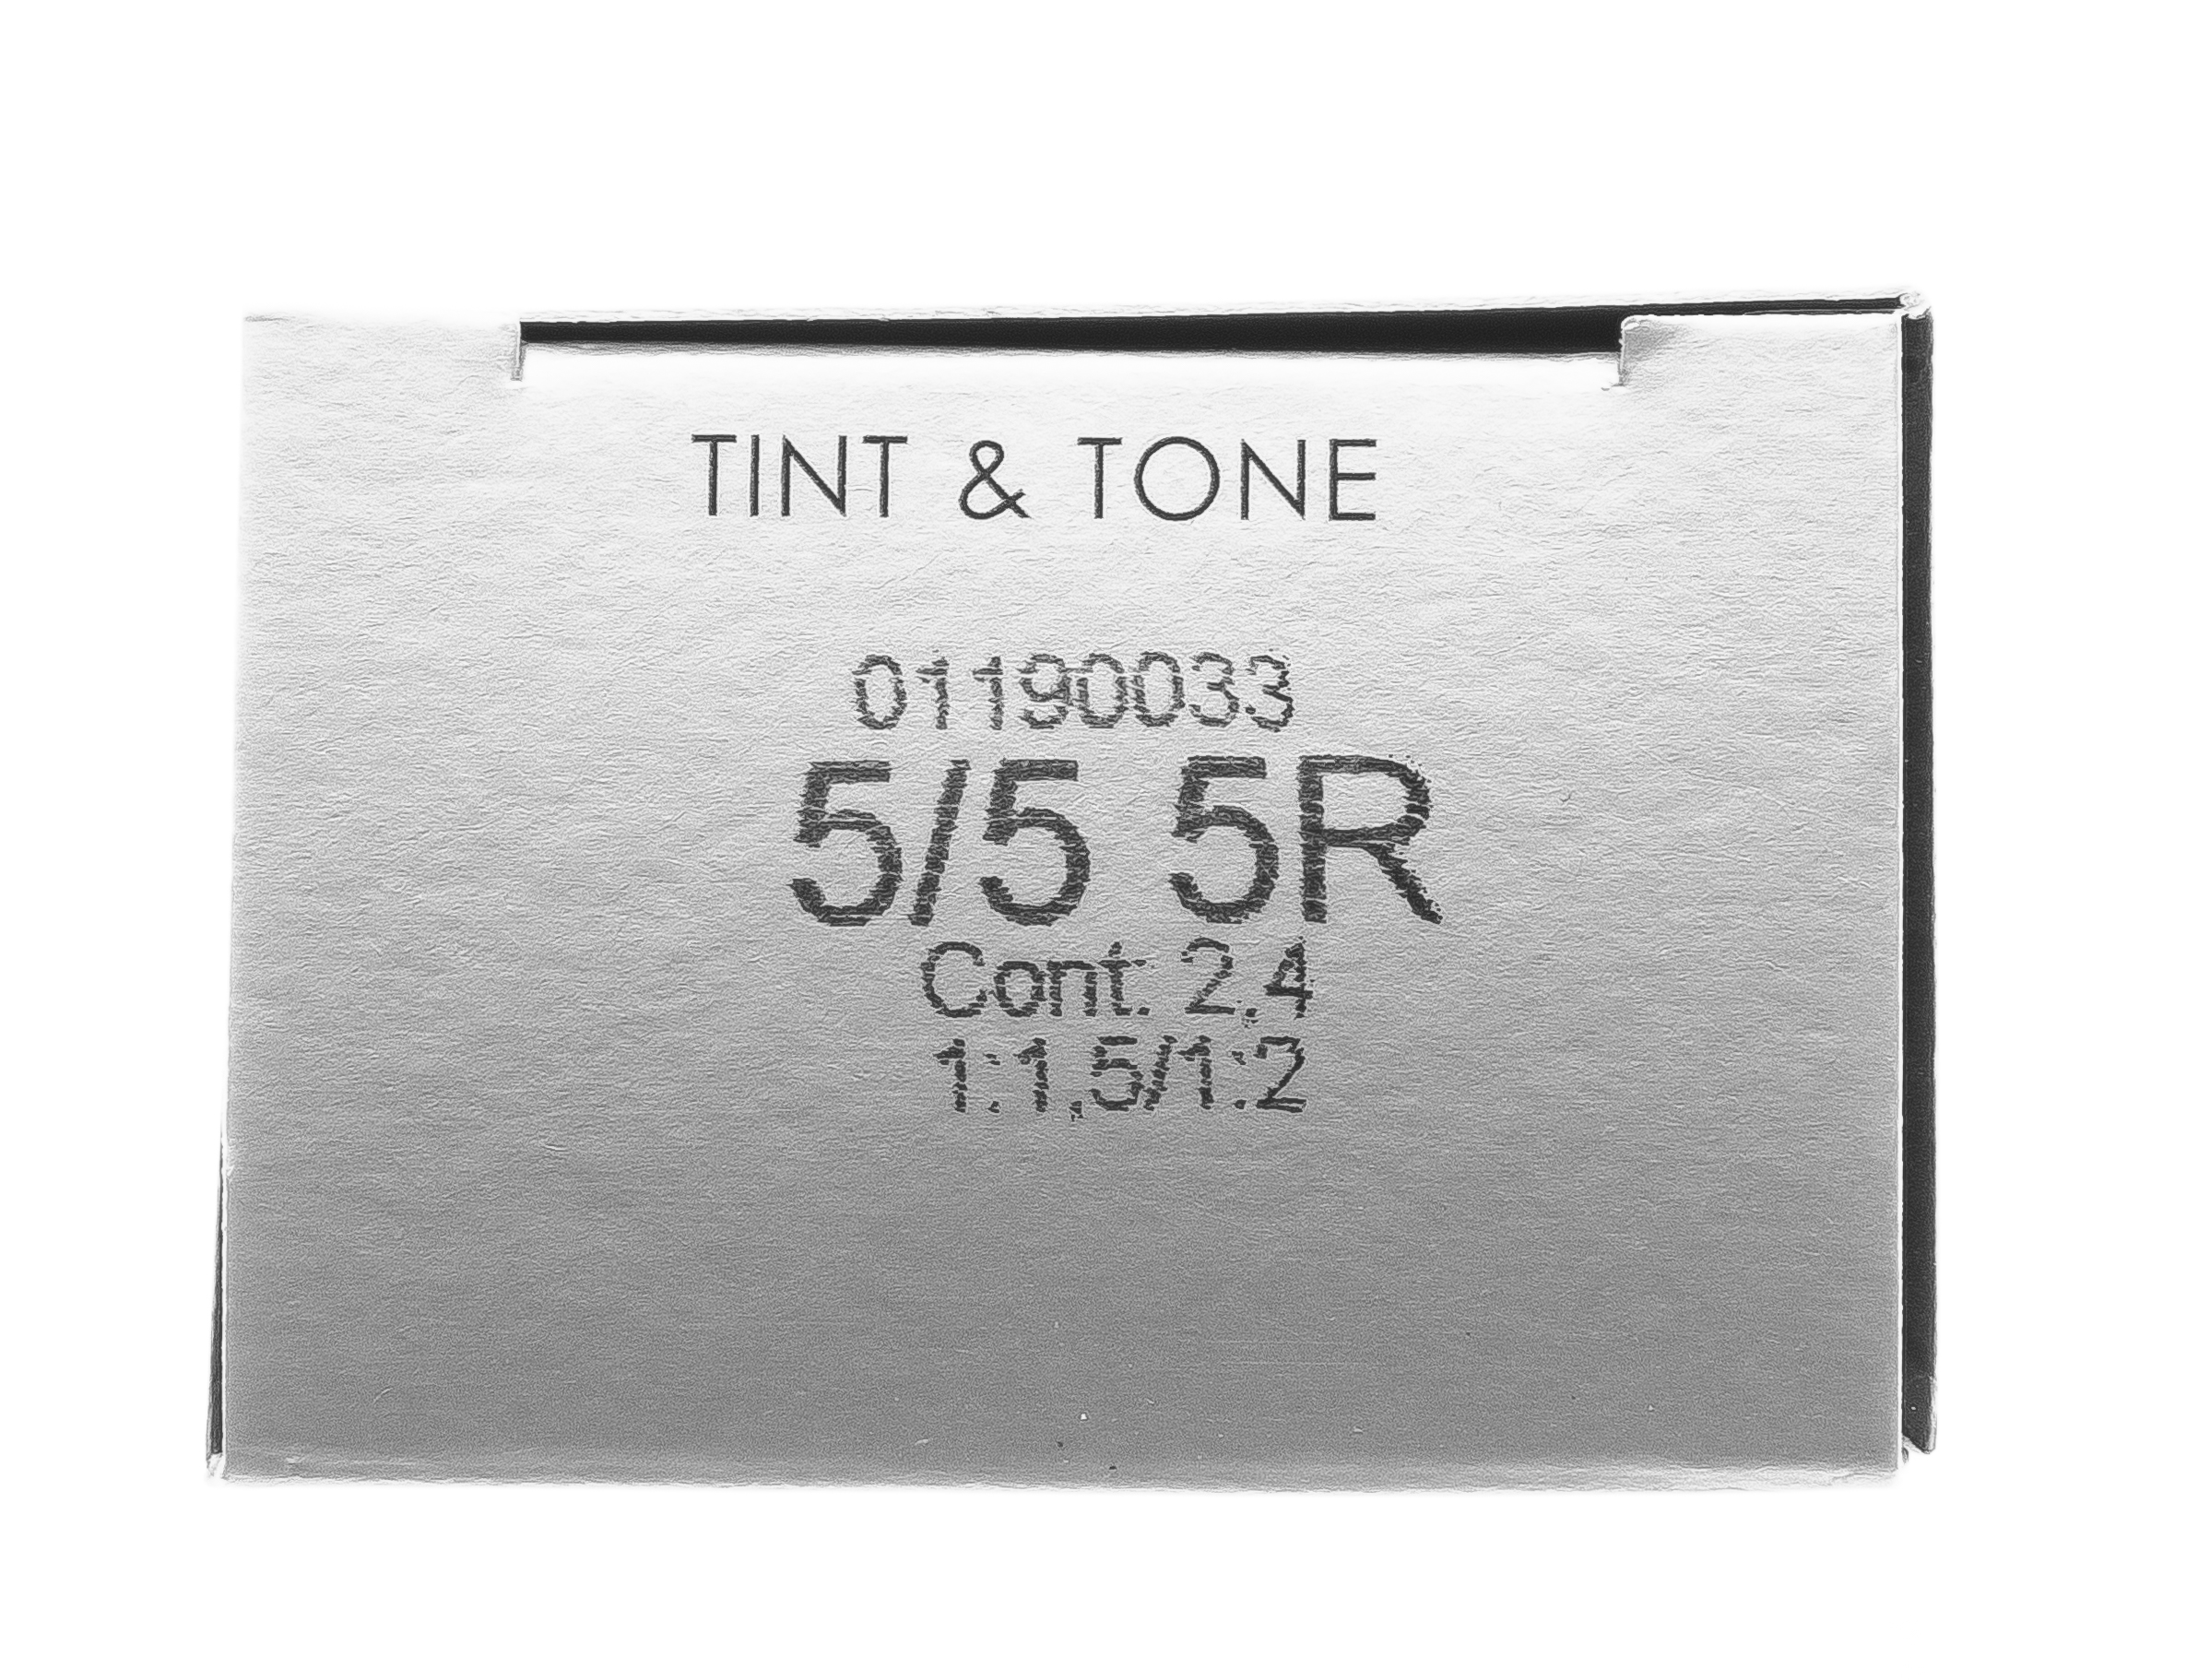 TINT & TONE
01190033
5/5 5R
Cont. 2,4
1:1,5/1:2